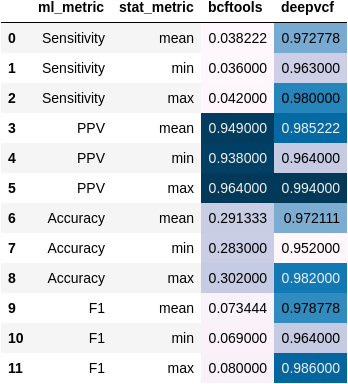 ml_metric stat_metric bcftools deepvcf
0 Sensitivity mean 0.038222 0.972778
1 Sensitivity min 0.036000 0.963000
2 Sensitivity max 0.042000 0.980000
3 PPV mean 0.949000 0.985222
4 PPV min 0.938000 0.964000
5 PPV max 0.964000 0.994000
6 Accuracy mean 0.291333 0.972111
7 Accuracy min 0.283000 0.952000
8 Accuracy max 0.302000 0.982000
9 F1 mean 0.073444 0.978778
10 F1 min 0.069000 0.964000
11 F1 max 0.080000 0.986000